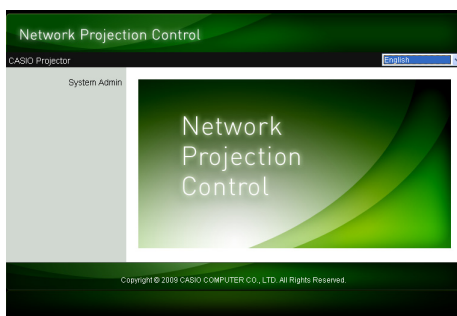 Network Projection Control
CASIO Projector
English
System Admin
Network
Projection
Control
Copyright © 2009 CASIO COMPUTER CO., LTD. All Rights Reserved.